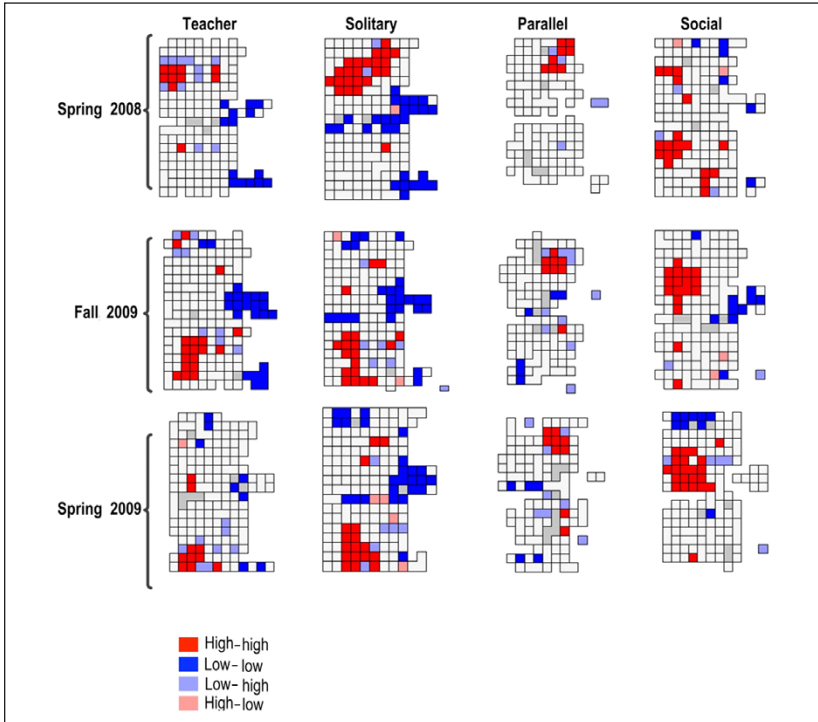 Teacher Solitary Parallel Social
Spring 2008
Fall 2009
Spring 2009
High-high
Low-low
Low-high
High-low